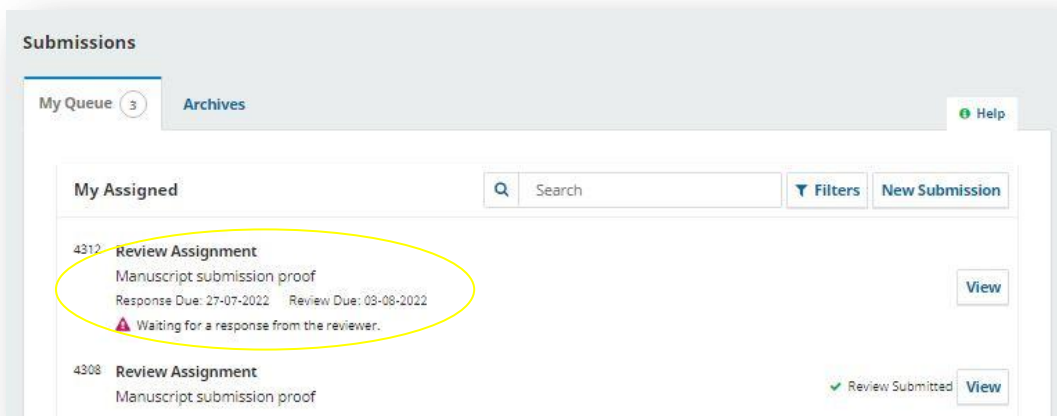 Submissions
My Queue 3 Archives
Help
My Assigned Search Filters New Submission
4312 Review Assignment
Manuscript submission proof
Response Due: 27-07-2022 Review Due: 03-08-2022
Waiting for a response from the reviewer.
View
4308 Review Assignment
Manuscript submission proof
Review Submitted View